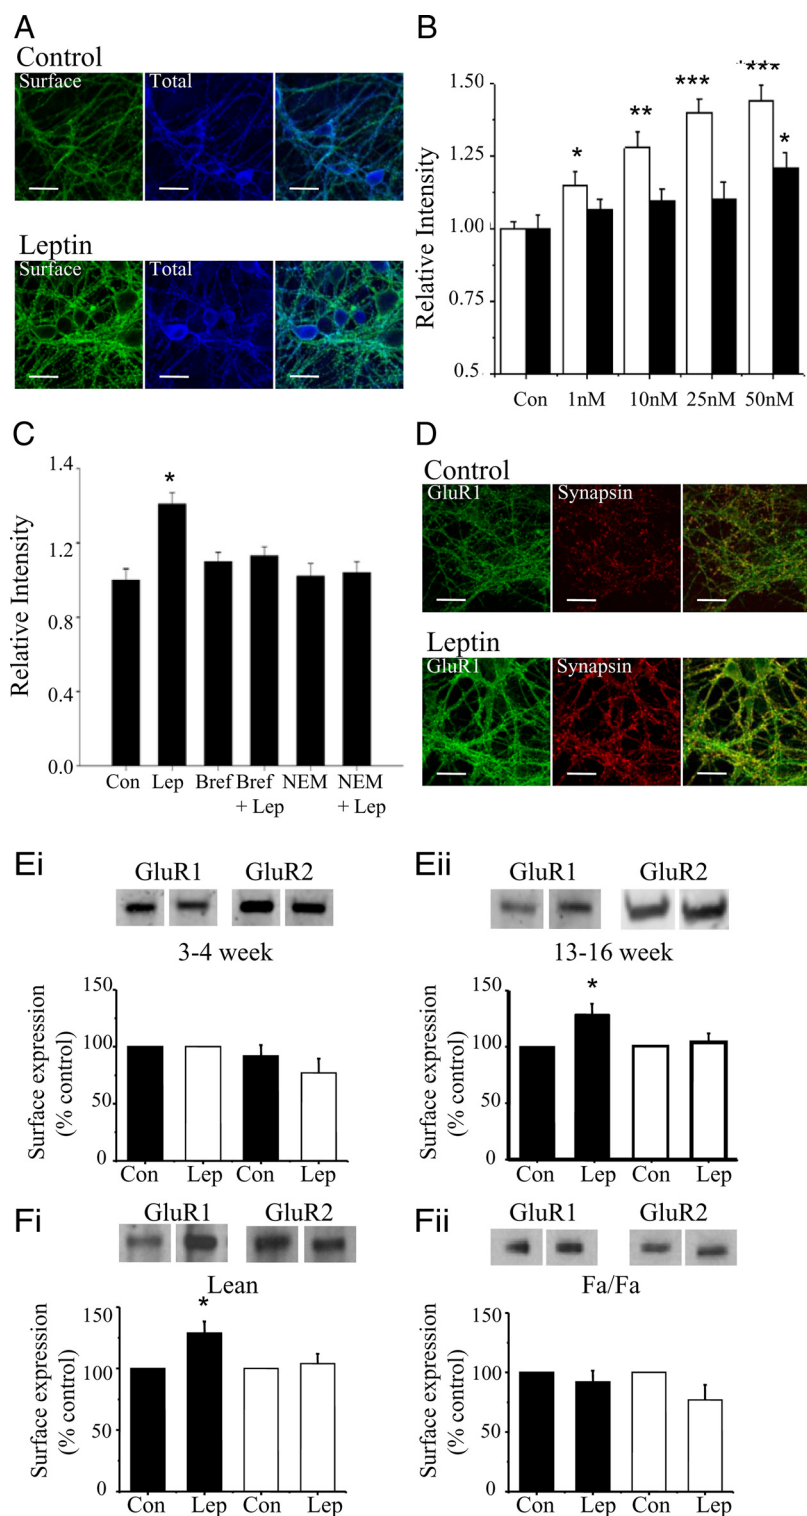 A
Control
Surface
Total
Leptin
Surface
Total
B
Relative Intensity
1.50
1.25
1.00
0.75
0.5
*
**
***
***
*
Con
1nM
10nM
25nM
50nM
C
Relative Intensity
1.4
1.2
0.8
0.4
0.0
*
Con
Lep
Bref
Bref
+ Lep
NEM
NEM
+ Lep
D
Control
GluR1
Synapsin
Leptin
GluR1
Synapsin
Ei
GluR1
GluR2
3-4 week
Surface expression
(% control)
150
100
50
0
Con
Lep
Con
Lep
Eii
GluR1
GluR2
13-16 week
Surface expression
(% control)
150
100
50
0
*
Con
Lep
Con
Lep
Fi
GluR1
GluR2
Lean
Surface expression
(% control)
150
100
50
0
*
Con
Lep
Con
Lep
Fii
GluR1
GluR2
Fa/Fa
Surface expression
(% control)
150
100
50
0
Con
Lep
Con
Lep